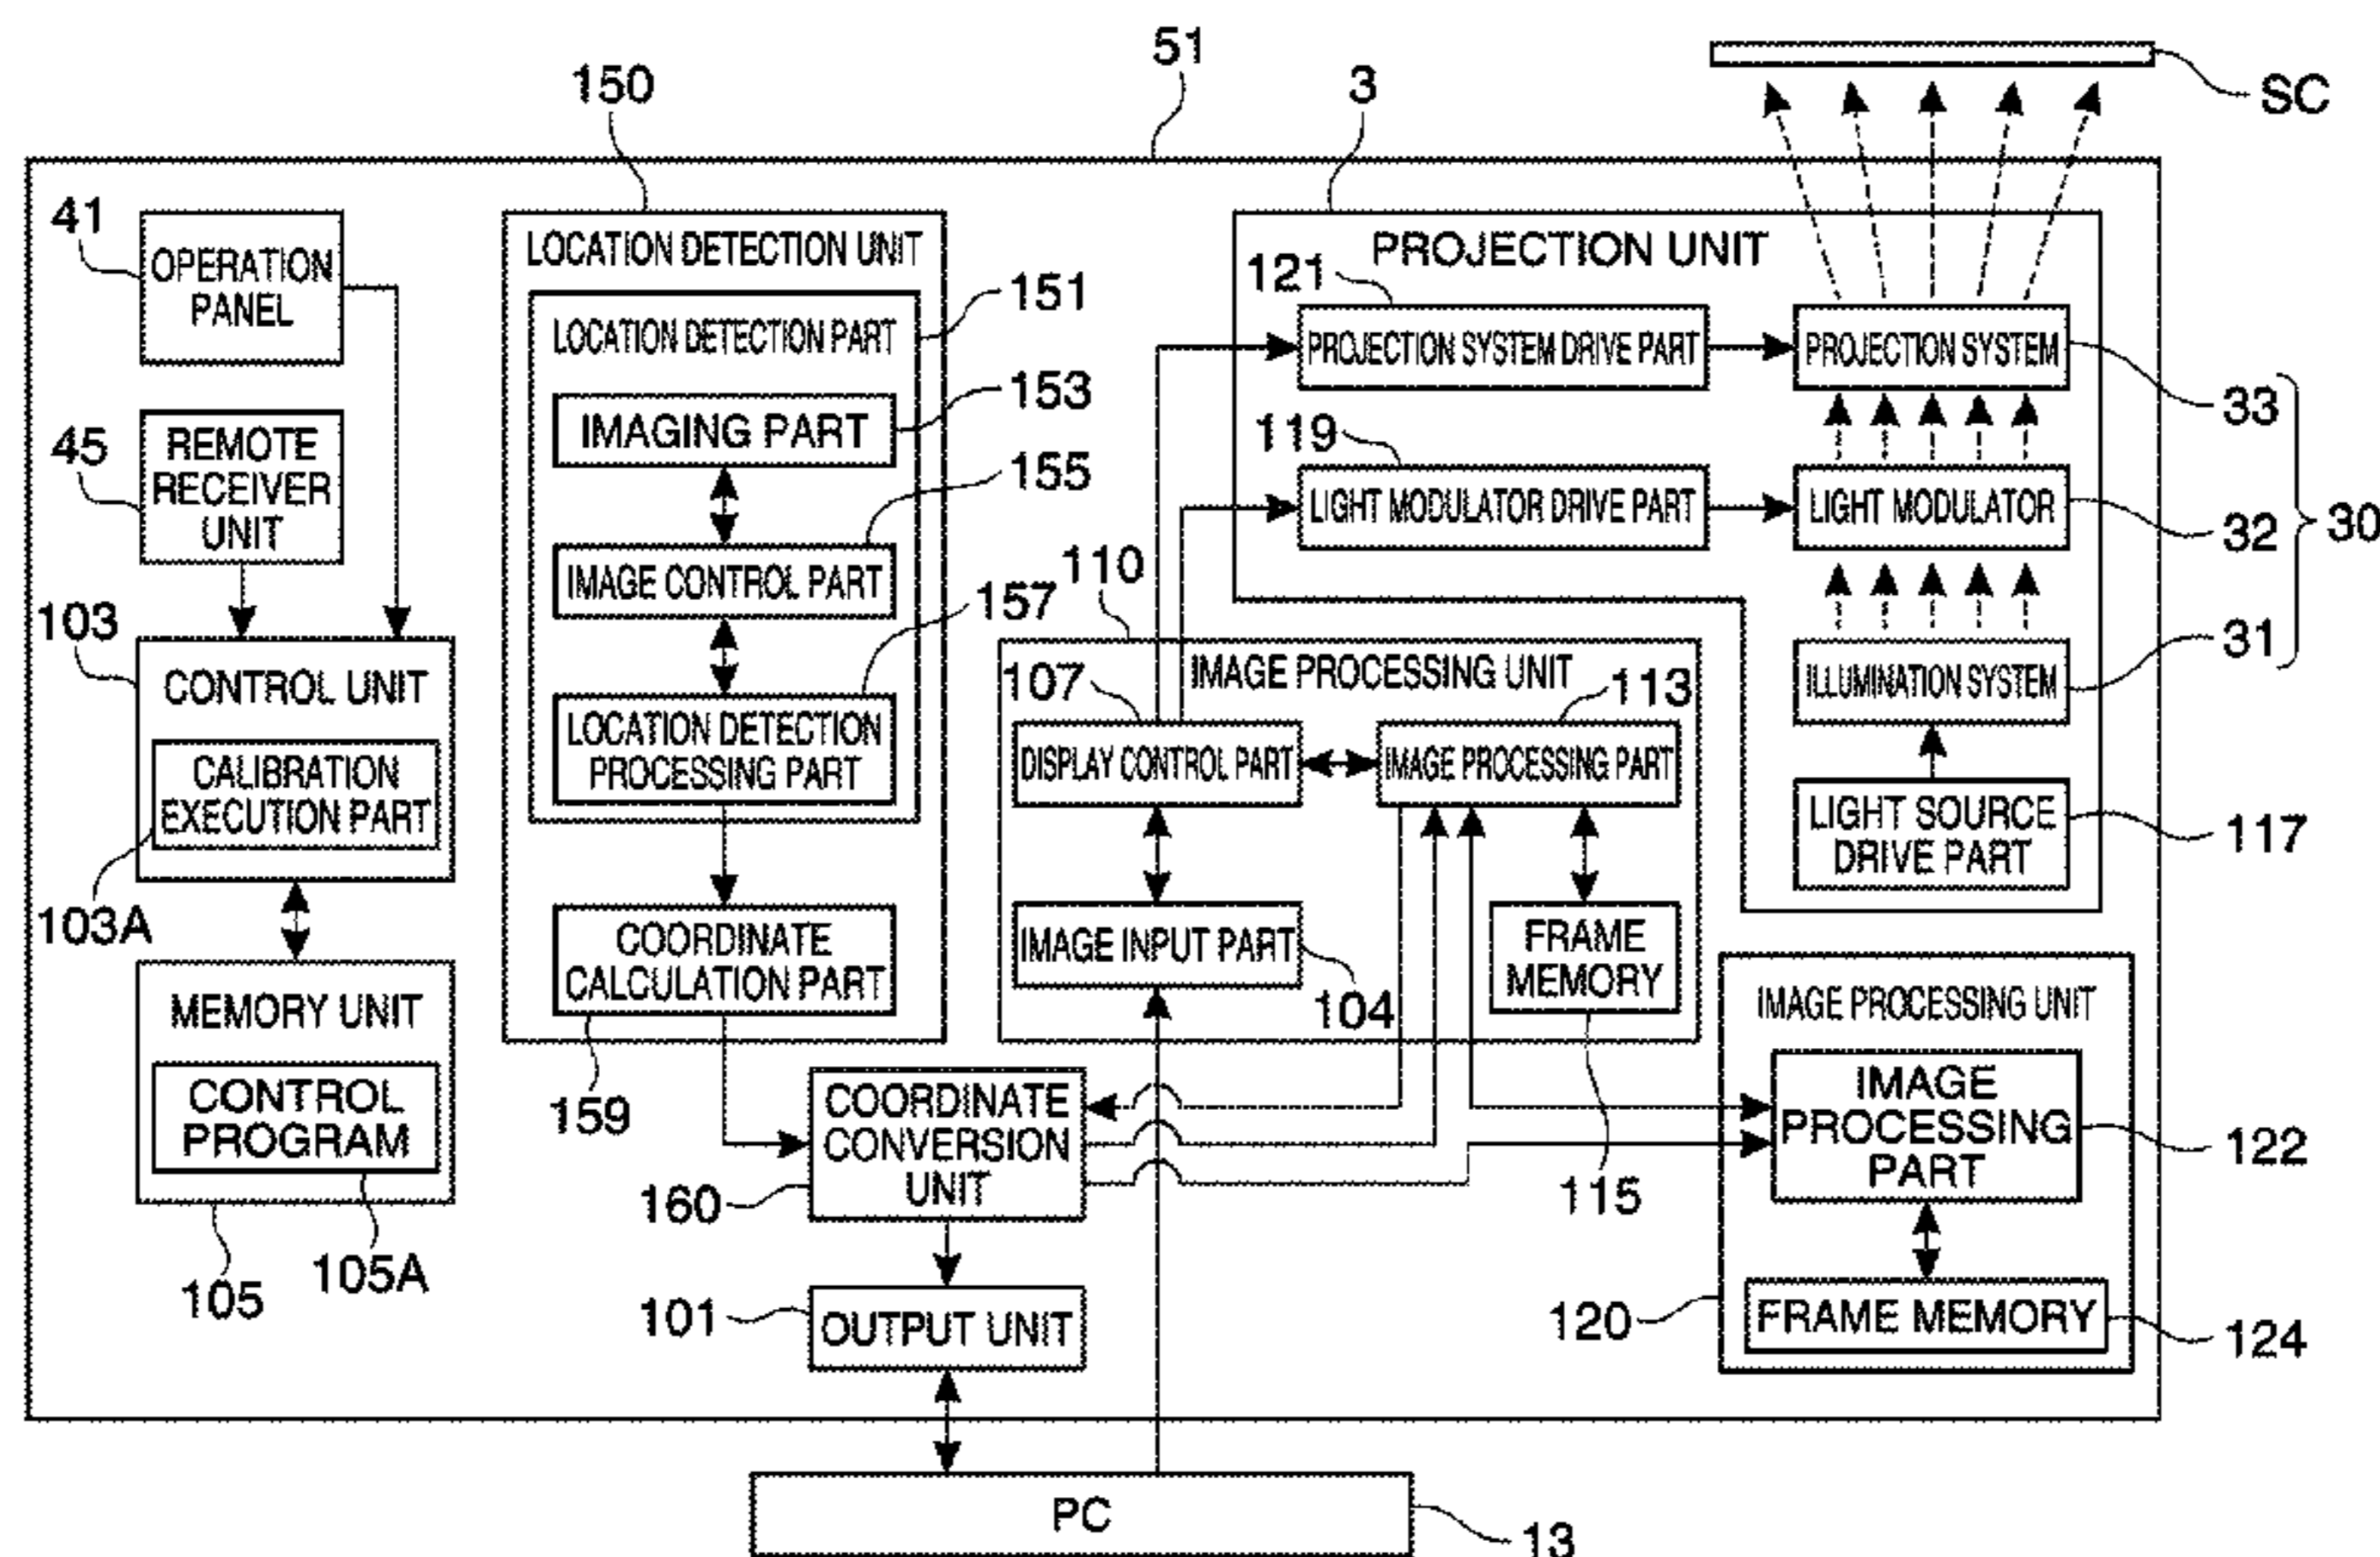 51
150
3
SC
41
OPERATION
PANEL
LOCATION DETECTION UNIT
PROJECTION UNIT
151
LOCATION DETECTION PART
121
PROJECTION SYSTEM DRIVE PART
PROJECTION SYSTEM
153
IMAGING PART
33
45
REMOTE
RECEIVER
UNIT
155
119
LIGHT MODULATOR DRIVE PART
LIGHT MODULATOR
32
30
IMAGE CONTROL PART
157
110
103
CONTROL UNIT
IMAGE PROCESSING UNIT
107
113
31
ILLUMINATION SYSTEM
LOCATION DETECTION
PROCESSING PART
DISPLAY CONTROL PART
IMAGE PROCESSING PART
CALIBRATION
EXECUTION PART
103A
LIGHT SOURCE
DRIVE PART
117
COORDINATE
CALCULATION PART
IMAGE INPUT PART
104
FRAME
MEMORY
MEMORY UNIT
IMAGE PROCESSING UNIT
CONTROL
PROGRAM
159
COORDINATE
CONVERSION
UNIT
160
115
IMAGE
PROCESSING
PART
122
105
105A
101
OUTPUT UNIT
120
FRAME MEMORY
124
PC
13